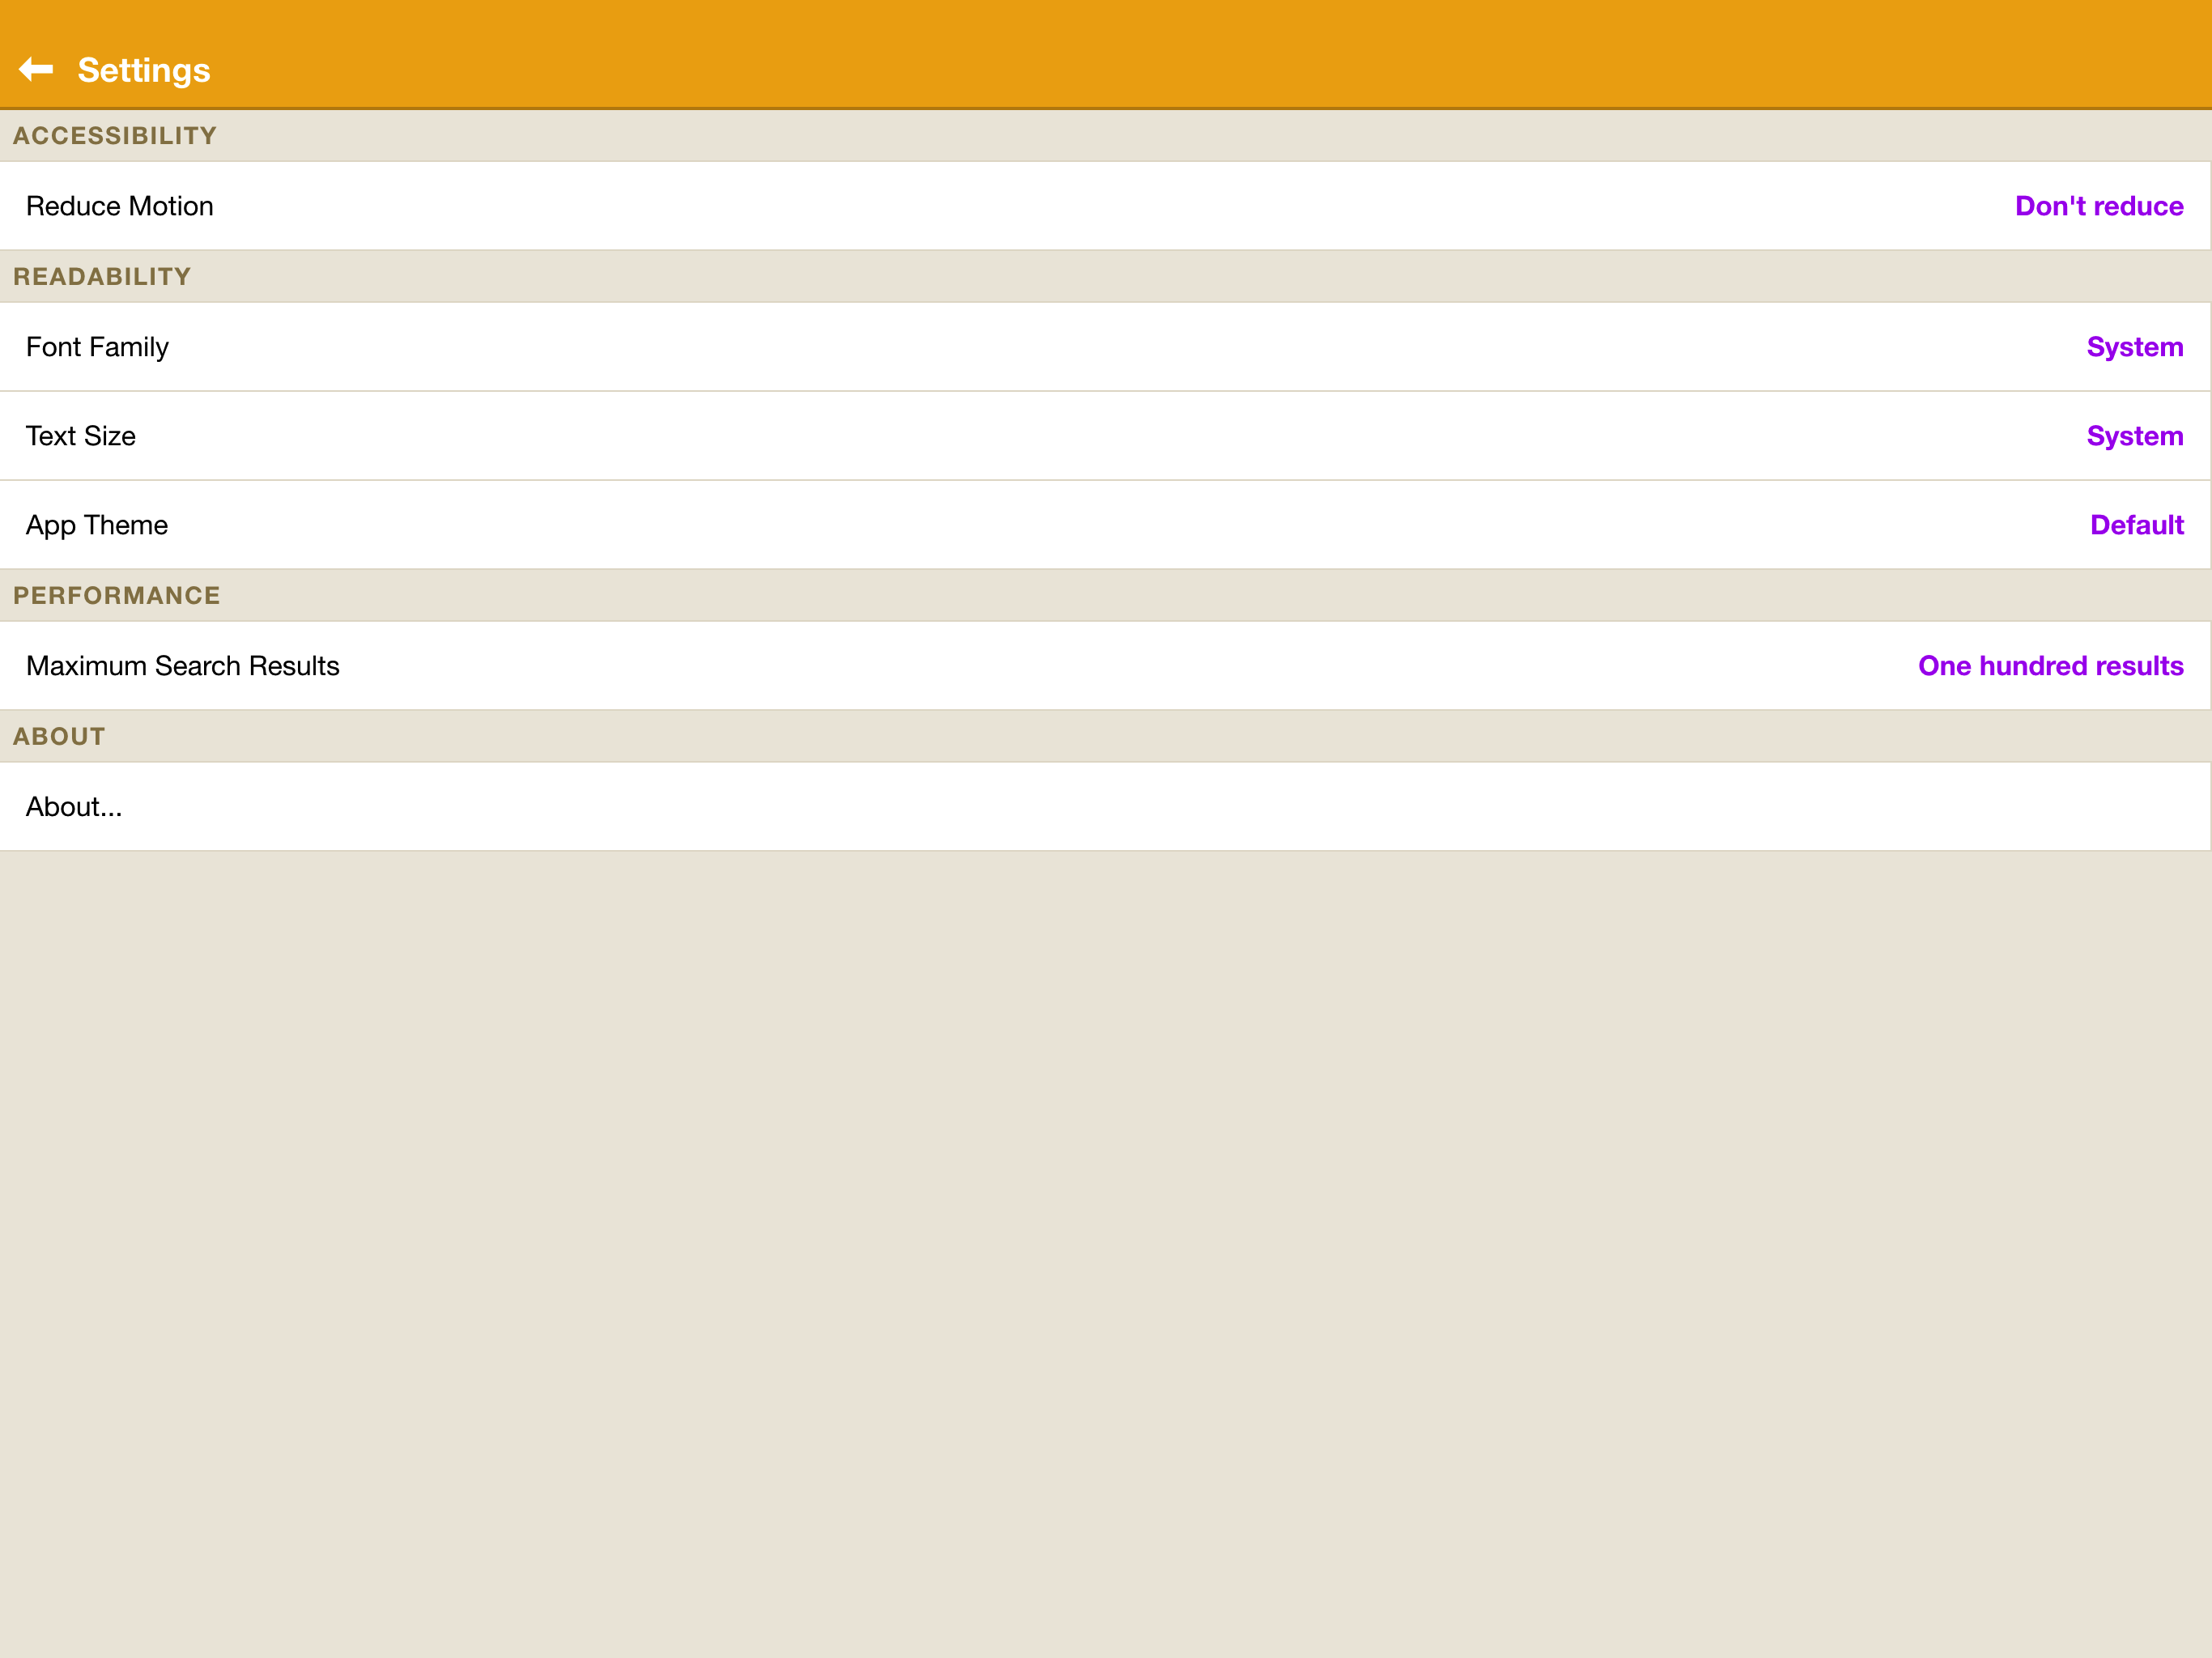 Settings
ACCESSIBILITY
Reduce Motion Don't reduce
READABILITY
Font Family System
Text Size System
App Theme Default
PERFORMANCE
Maximum Search Results One hundred results
ABOUT
About...